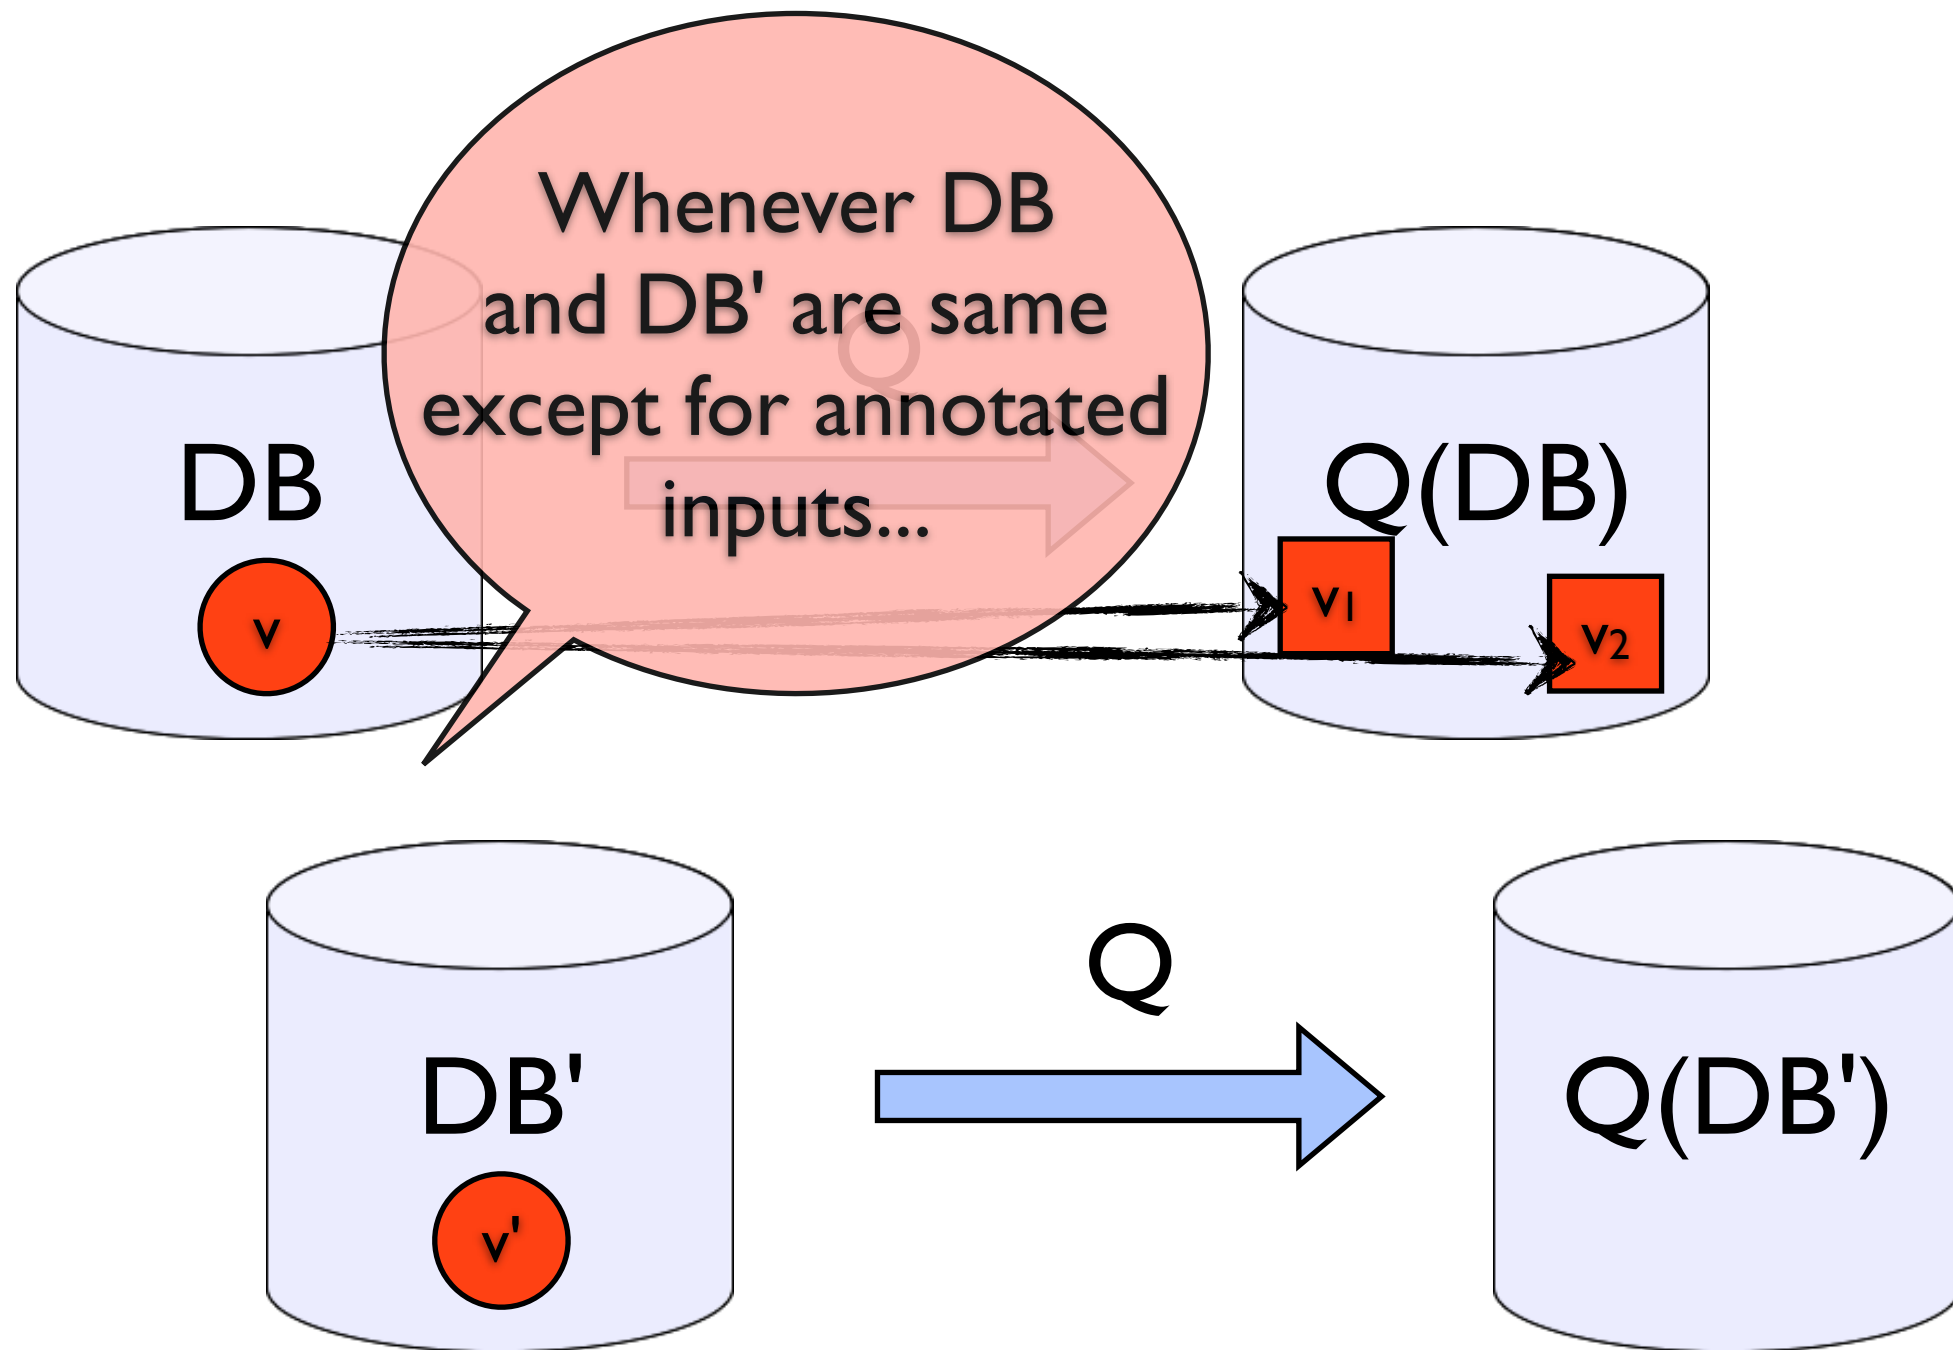 Whenever DB
and DB' are same
except for annotated
inputs...
Q
DB
Q(DB)
v
v1
v2
Q
DB'
Q(DB')
v'